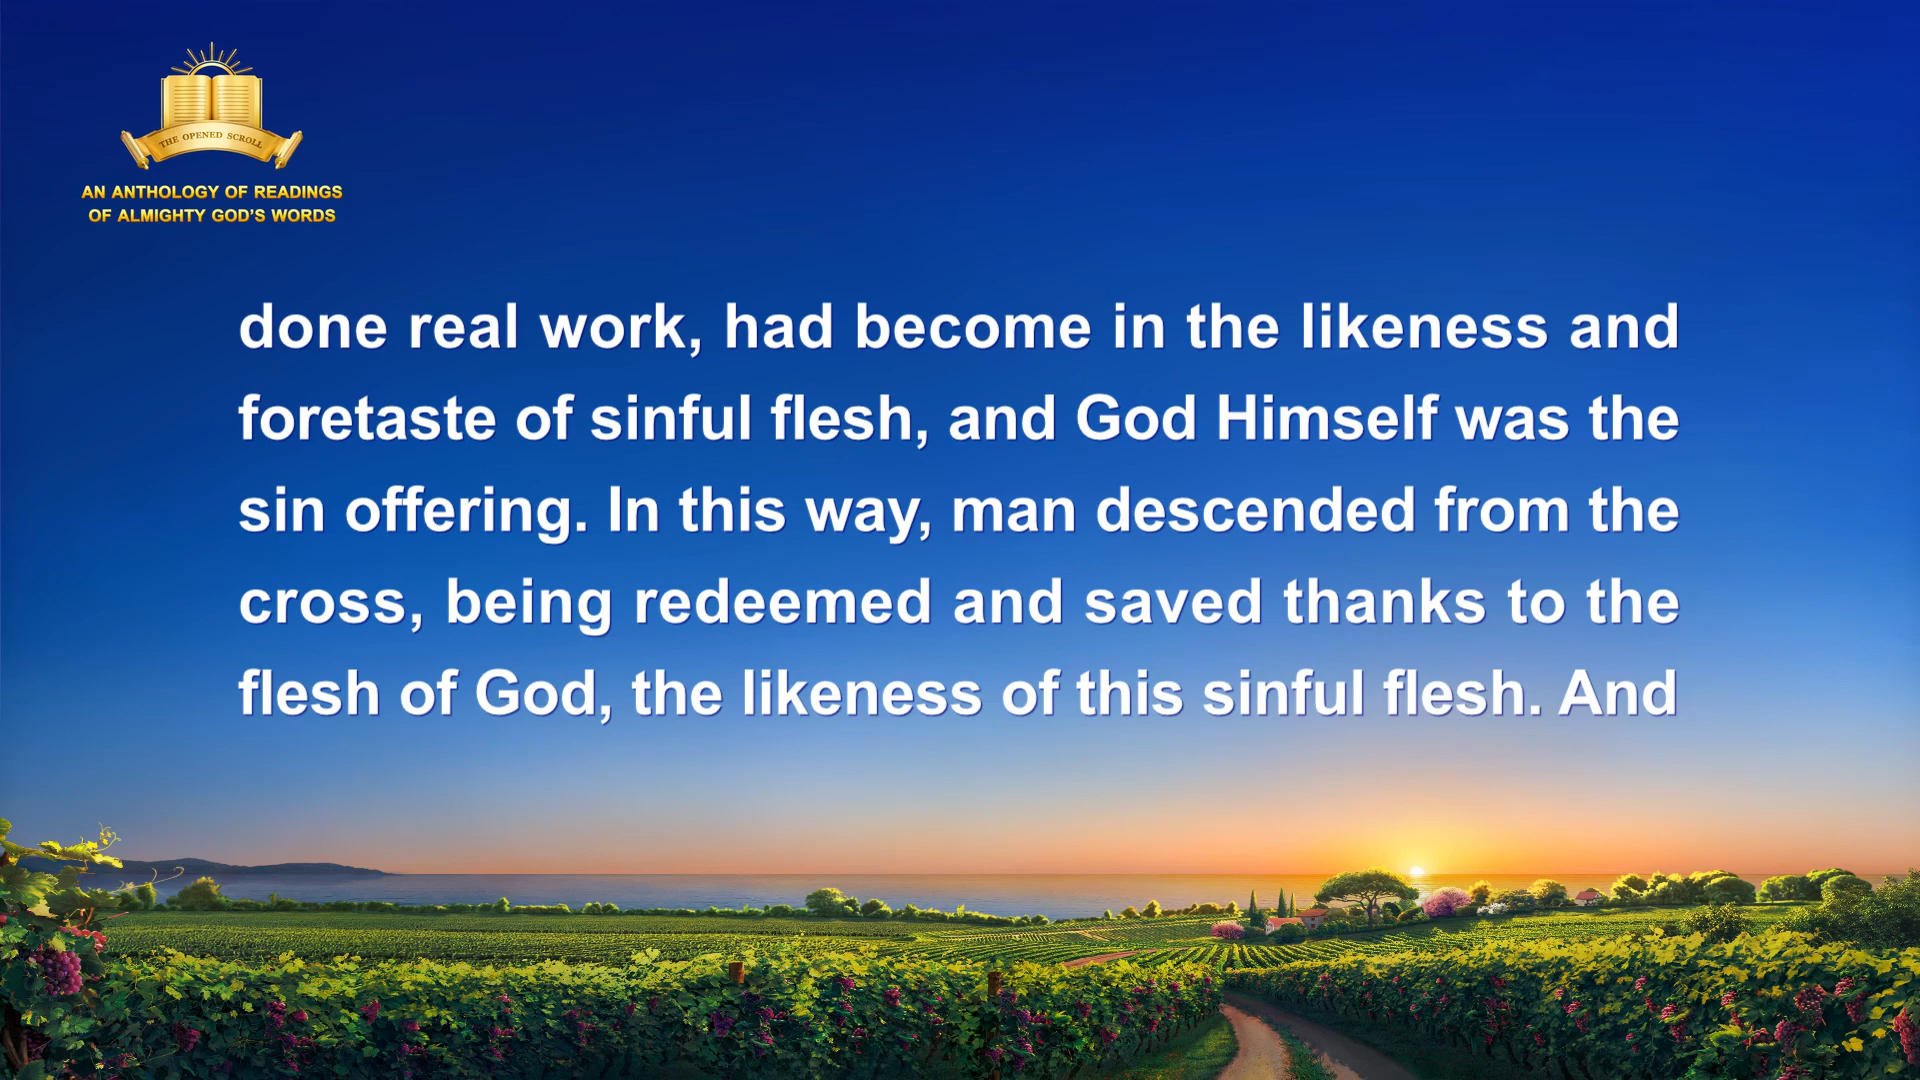 THE OPENED SCROLL
AN ANTHOLOGY OF READINGS
OF ALMIGHTY GOD'S WORDS
done real work, had become in the likeness and
foretaste of sinful flesh, and God Himself was the
sin offering. In this way, man descended from the
cross, being redeemed and saved thanks to the
flesh of God, the likeness of this sinful flesh. And